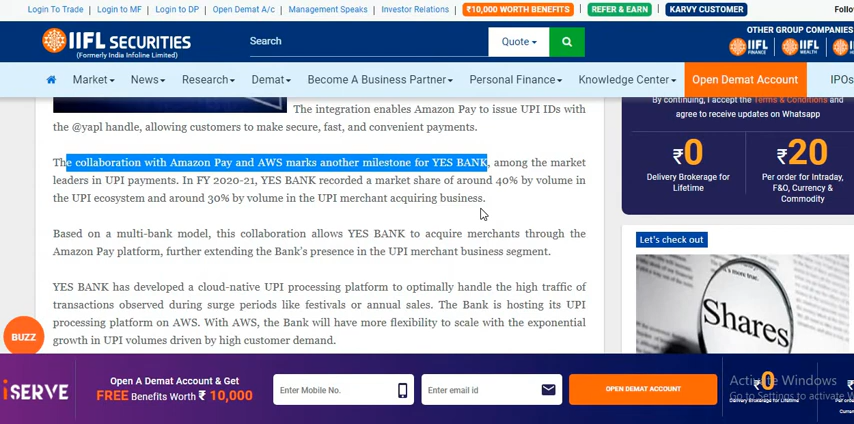 Login To Trade | Login to MF | Login to DP | Open Demat A/c | Management Speaks | Investor Relations | ₹10,000 WORTH BENEFITS REFER & EARN KARVY CUSTOMER
IIFL SECURITIES
(Formerly India Infoline Limited)
Search
Quote
OTHER GROUP COMPANIES
IIFL FINANCE IIFL WEALTH
Market News Research Demat Become A Business Partner Personal Finance Knowledge Center Open Demat Account IPOs
The integration enables Amazon Pay to issue UPI IDs with
the @yapl handle, allowing customers to make secure, fast, and convenient payments.
The collaboration with Amazon Pay and AWS marks another milestone for YES BANK, among the market
leaders in UPI payments. In FY 2020-21, YES BANK recorded a market share of around 40% by volume in
the UPI ecosystem and around 30% by volume in the UPI merchant acquiring business.
Based on a multi-bank model, this collaboration allows YES BANK to acquire merchants through the
Amazon Pay platform, further extending the Bank's presence in the UPI merchant business segment.
YES BANK has developed a cloud-native UPI processing platform to optimally handle the high traffic of
transactions observed during surge periods like festivals or annual sales. The Bank is hosting its UPI
processing platform on AWS. With AWS, the Bank will have more flexibility to scale with the exponential
growth in UPI volumes driven by high customer demand.
By continuing, I accept the Terms & Conditions and
agree to receive updates on Whatsapp
₹0
Delivery Brokerage for
Lifetime
₹20
Per order for Intraday,
F&O, Currency &
Commodity
Let's check out
Shares
BUZZ
iSERVE
Open A Demat Account & Get
FREE Benefits Worth ₹ 10,000
Enter Mobile No.
Enter email id
OPEN DEMAT ACCOUNT
₹0
Delivery Brokerage for
Lifetime
Activate Windows
Go to Settings to activate